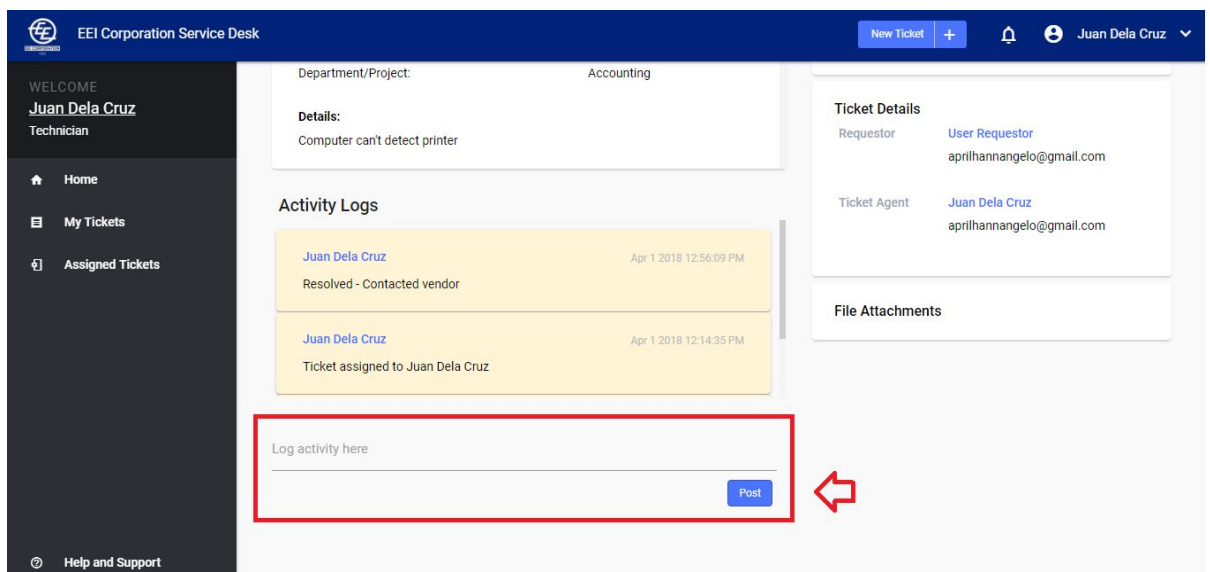 EEI Corporation Service Desk
New Ticket +
Juan Dela Cruz
WELCOME
Juan Dela Cruz
Technician
Home
My Tickets
Assigned Tickets
Help and Support
Department/Project: Accounting
Details:
Computer can't detect printer
Activity Logs
Juan Dela Cruz Apr 1 2018 12:56:09 PM
Resolved - Contacted vendor
Juan Dela Cruz Apr 1 2018 12:14:35 PM
Ticket assigned to Juan Dela Cruz
Log activity here
Post
Ticket Details
Requestor User Requestor
aprilhannangelo@gmail.com
Ticket Agent Juan Dela Cruz
aprilhannangelo@gmail.com
File Attachments